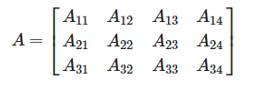 A₁₁ A₁₂ A₁₃ A₁₄
A = A₂₁ A₂₂ A₂₃ A₂₄
A₃₁ A₃₂ A₃₃ A₃₄